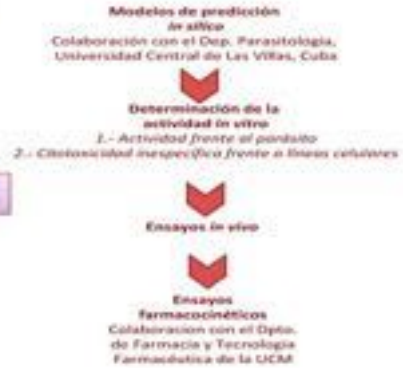 Modelos de predicción
in silico
Colaboración con el Dep. Parasitología,
Universidad Central de Las Villas, Cuba
Determinación de la
actividad in vitro
1.- Actividad frente al parásito
2.- Citotoxicidad inespecífica frente a líneas celulares
Ensayos in vivo
Ensayos
farmacocinéticos
Colaboracion con el Dpto.
de Farmacia y Tecnología
Farmacéutica de la UCM